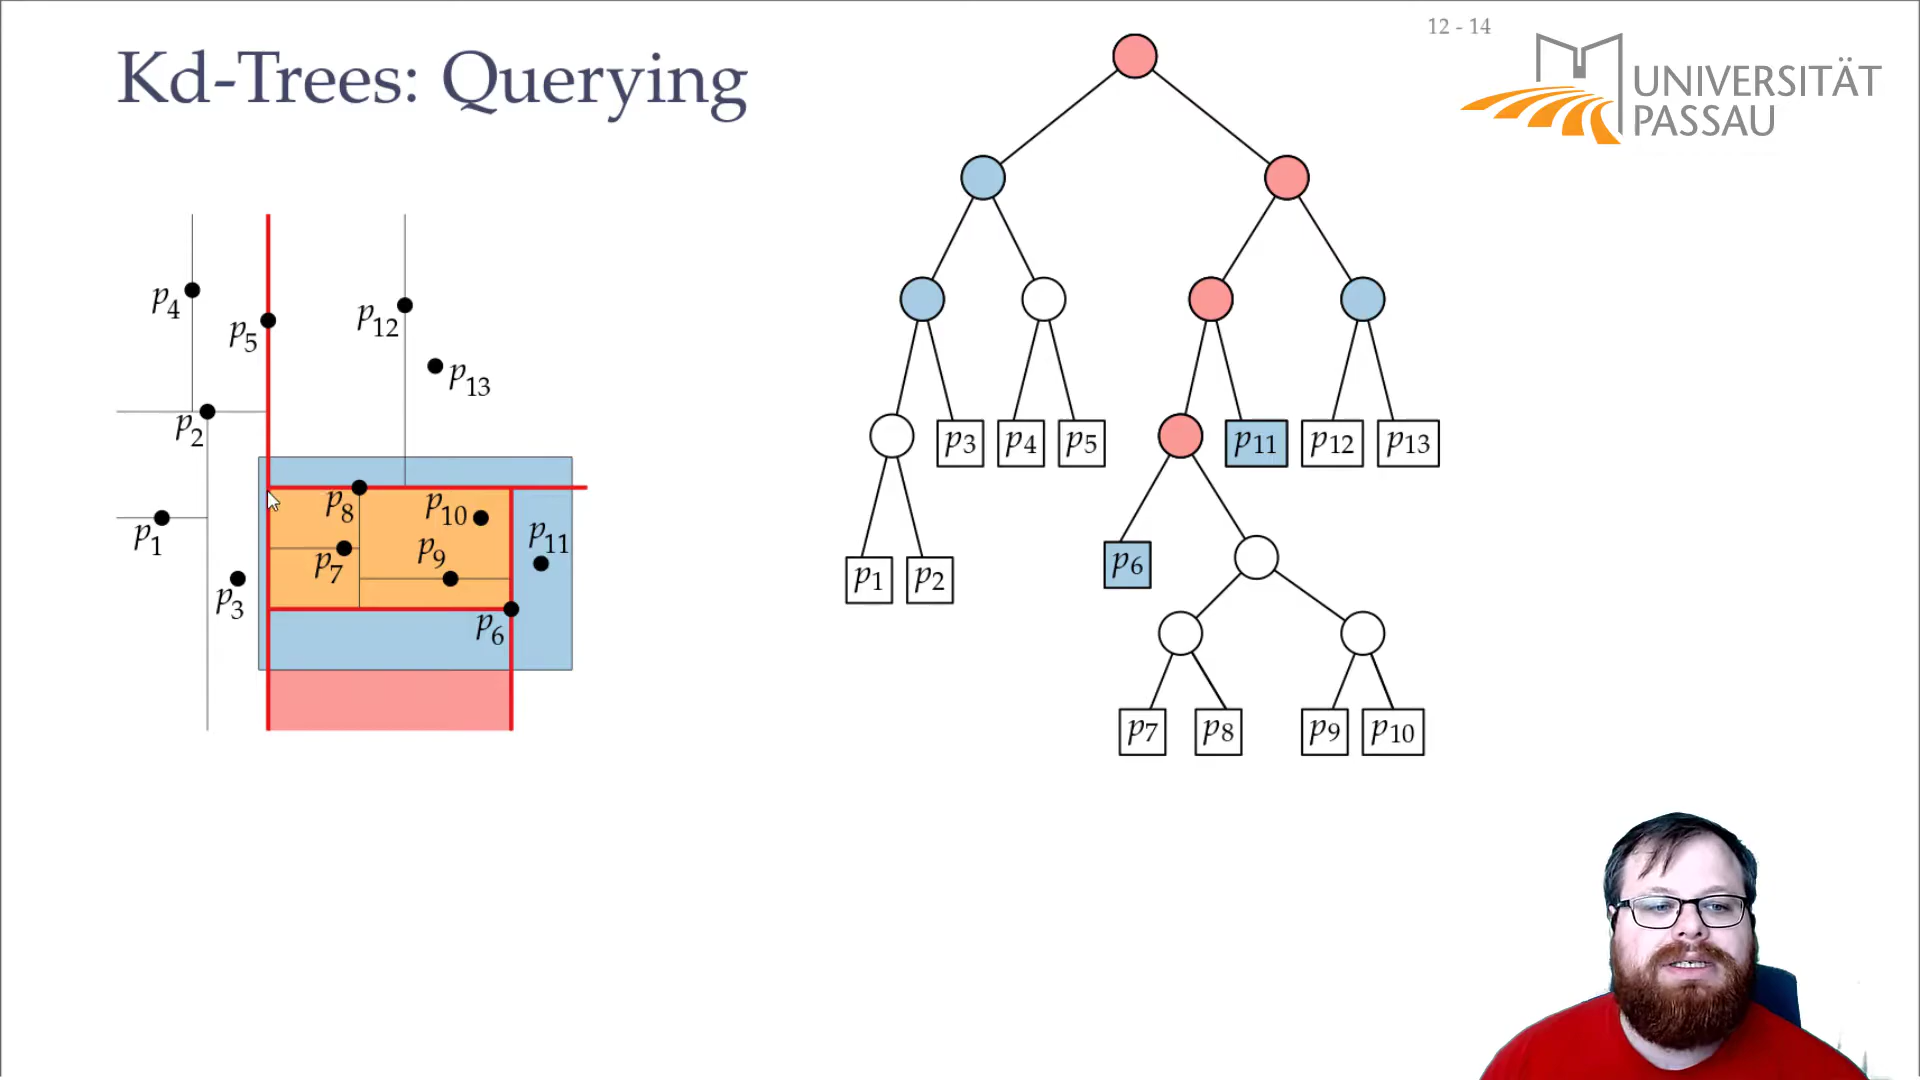 12 - 14
Kd-Trees: Querying
UNIVERSITÄT
PASSAU
p4
p5
p12
p13
p2
p8
p10
p1
p7
p9
p11
p3
p6
p3
p4
p5
p11
p12
p13
p1
p2
p6
p7
p8
p9
p10